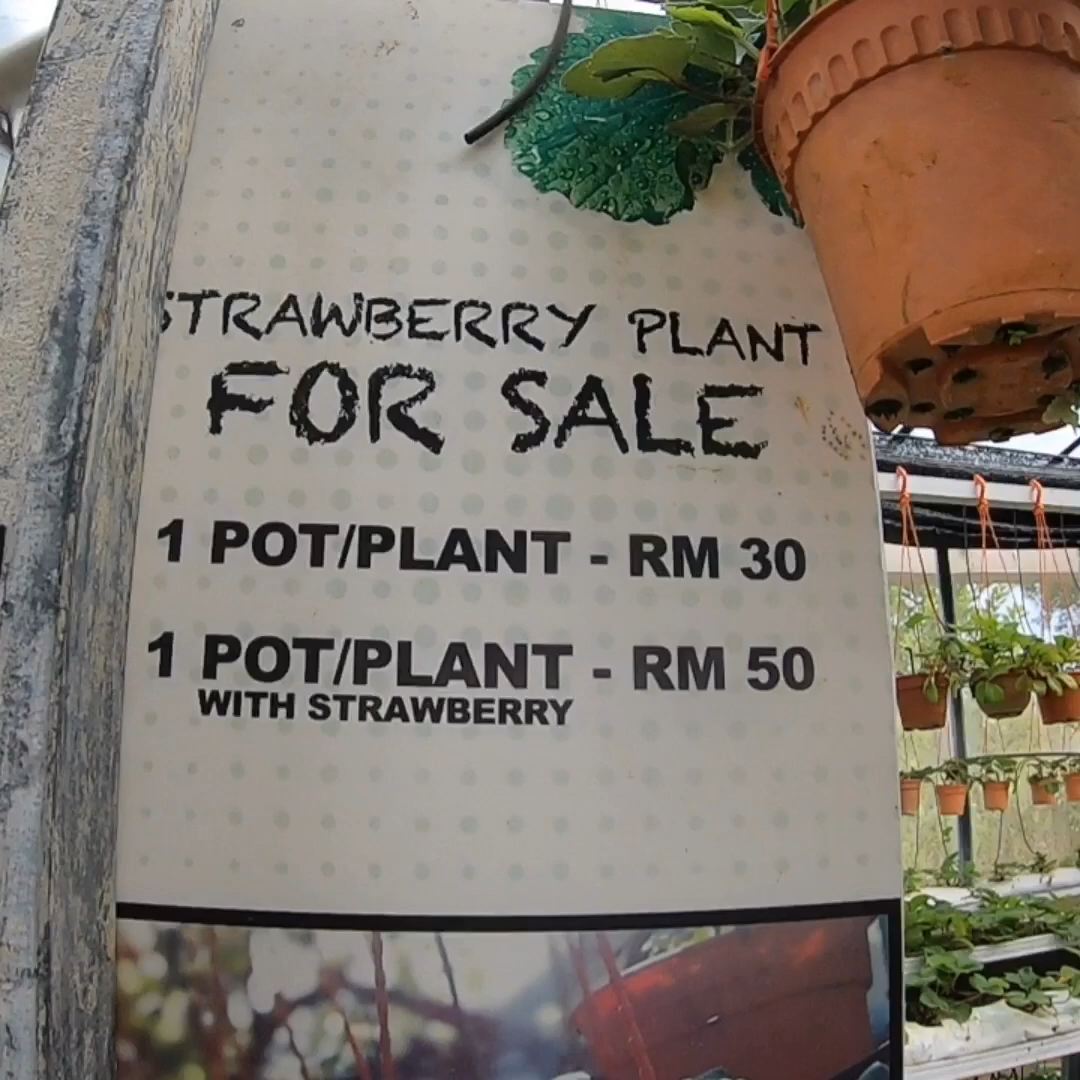 STRAWBERRY PLANT
FOR SALE
1 POT/PLANT - RM 30
1 POT/PLANT - RM 50
WITH STRAWBERRY